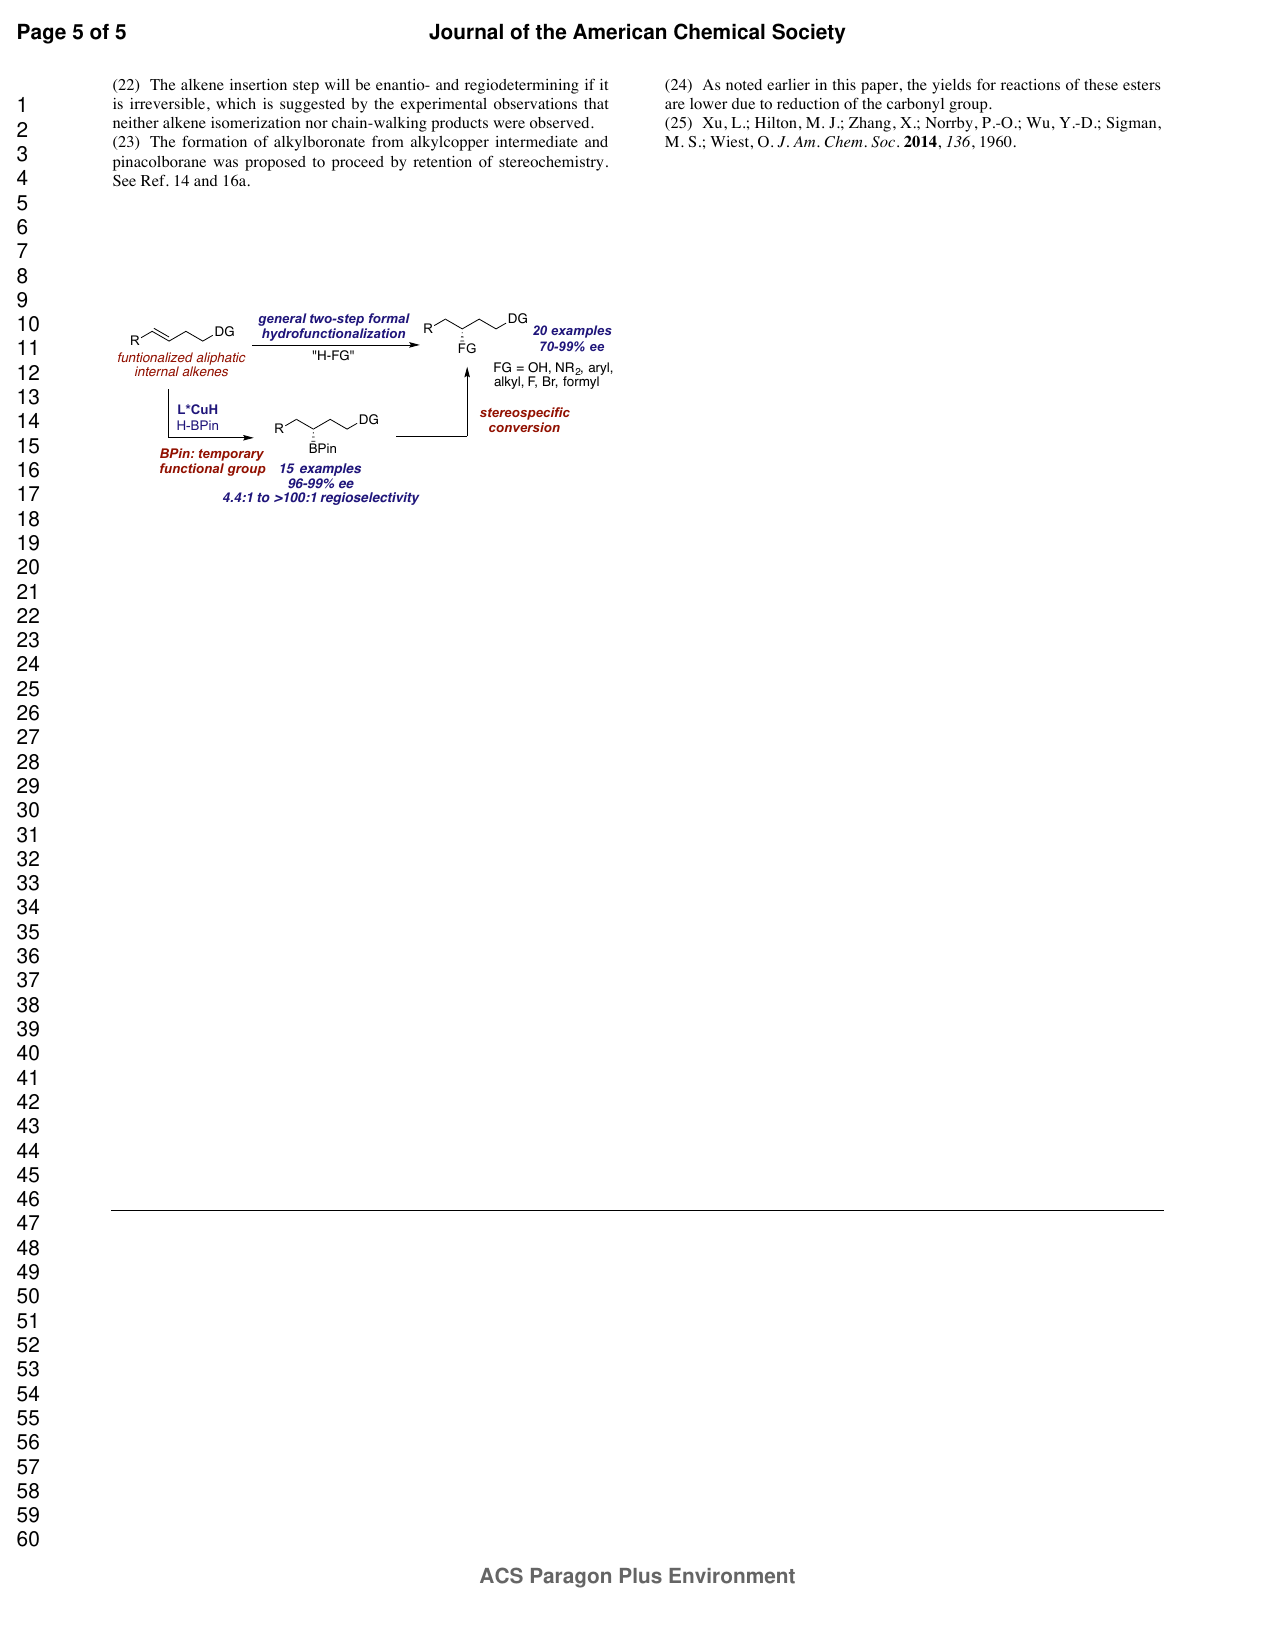 Page 5 of 5
Journal of the American Chemical Society
1
2
3
4
5
6
7
8
9
10
11
12
13
14
15
16
17
18
19
20
21
22
23
24
25
26
27
28
29
30
31
32
33
34
35
36
37
38
39
40
41
42
43
44
45
46
47
48
49
50
51
52
53
54
55
56
57
58
59
60
(22) The alkene insertion step will be enantio- and regiodetermining if it
is irreversible, which is suggested by the experimental observations that
neither alkene isomerization nor chain-walking products were observed.
(23) The formation of alkylboronate from alkylcopper intermediate and
pinacolborane was proposed to proceed by retention of stereochemistry.
See Ref. 14 and 16a.
(24) As noted earlier in this paper, the yields for reactions of these esters
are lower due to reduction of the carbonyl group.
(25) Xu, L.; Hilton, M. J.; Zhang, X.; Norrby, P.-O.; Wu, Y.-D.; Sigman,
M. S.; Wiest, O. J. Am. Chem. Soc. 2014, 136, 1960.
R
DG
funtionalized aliphatic
internal alkenes
general two-step formal
hydrofunctionalization
"H-FG"
R
DG
FG
20 examples
70-99% ee
FG = OH, NR2, aryl,
alkyl, F, Br, formyl
L*CuH
H-BPin
BPin: temporary
functional group
R
DG
BPin
15 examples
96-99% ee
4.4:1 to >100:1 regioselectivity
stereospecific
conversion
ACS Paragon Plus Environment